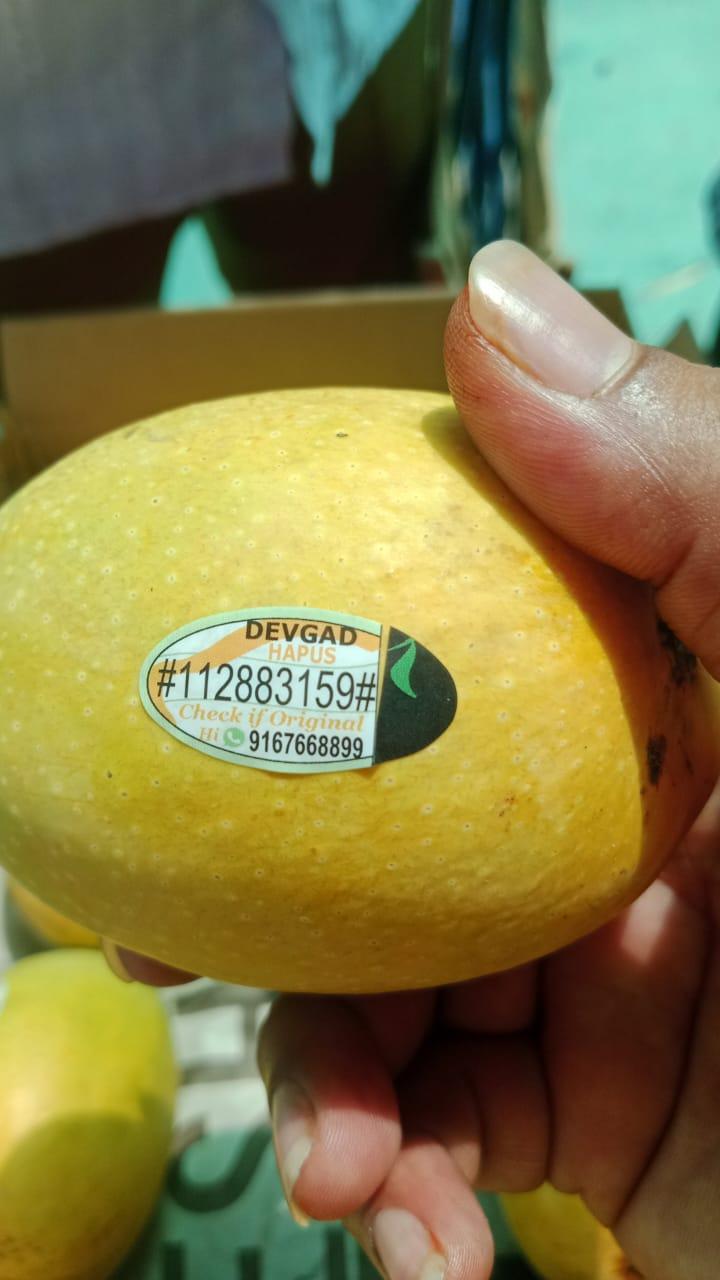 DEVGAD
HAPUS
#112883159#
Check if Original
Hi 9167668899